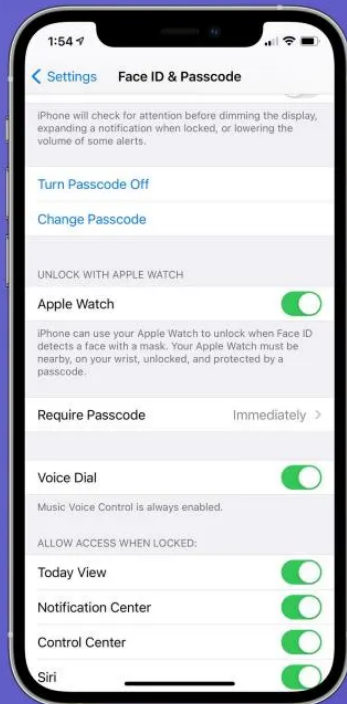 1:54
Settings
Face ID & Passcode
iPhone will check for attention before dimming the display,
expanding a notification when locked, or lowering the
volume of some alerts.
Turn Passcode Off
Change Passcode
UNLOCK WITH APPLE WATCH
Apple Watch
iPhone can use your Apple Watch to unlock when Face ID
detects a face with a mask. Your Apple Watch must be
nearby, on your wrist, unlocked, and protected by a
passcode.
Require Passcode
Immediately
Voice Dial
Music Voice Control is always enabled.
ALLOW ACCESS WHEN LOCKED:
Today View
Notification Center
Control Center
Siri